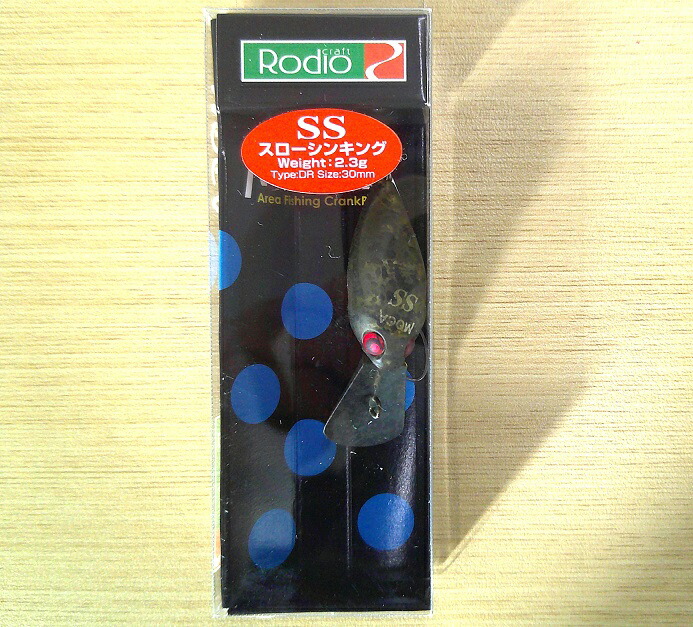 craft
Rodio
SS
スローシンキング
Weight:2.3g
Type:DR Size:30mm
Area Fishing
SS
MOCA